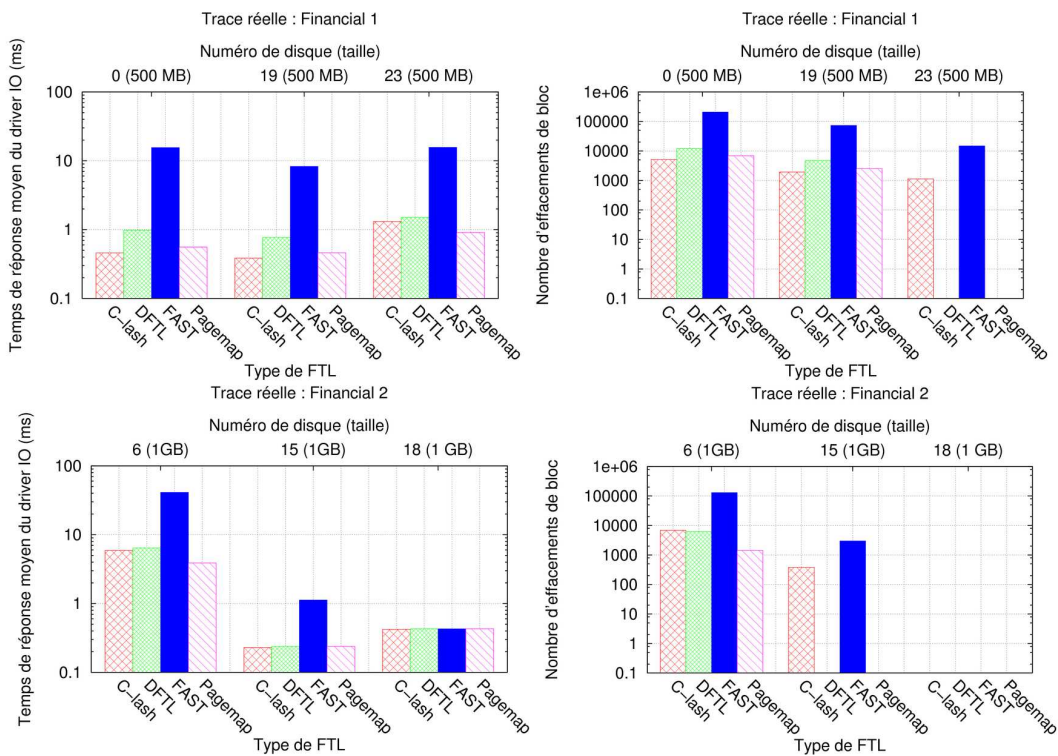 Trace réelle : Financial 1
Numéro de disque (taille)
0 (500 MB) 19 (500 MB) 23 (500 MB)
Temps de réponse moyen du driver IO (ms)
100
10
1
0.1
C-lash DFTL FAST Pagemap C-lash DFTL FAST Pagemap C-lash DFTL FAST Pagemap
Type de FTL
Trace réelle : Financial 1
Numéro de disque (taille)
0 (500 MB) 19 (500 MB) 23 (500 MB)
Nombre d'effacements de bloc
1e+06
100000
10000
1000
100
10
1
0.1
C-lash DFTL FAST Pagemap C-lash DFTL FAST Pagemap C-lash DFTL FAST Pagemap
Type de FTL
Trace réelle : Financial 2
Numéro de disque (taille)
6 (1GB) 15 (1GB) 18 (1 GB)
Temps de réponse moyen du driver IO (ms)
100
10
1
0.1
C-lash DFTL FAST Pagemap C-lash DFTL FAST Pagemap C-lash DFTL FAST Pagemap
Type de FTL
Trace réelle : Financial 2
Numéro de disque (taille)
6 (1GB) 15 (1GB) 18 (1 GB)
Nombre d'effacements de bloc
1e+06
100000
10000
1000
100
10
1
0.1
C-lash DFTL FAST Pagemap C-lash DFTL FAST Pagemap C-lash DFTL FAST Pagemap
Type de FTL